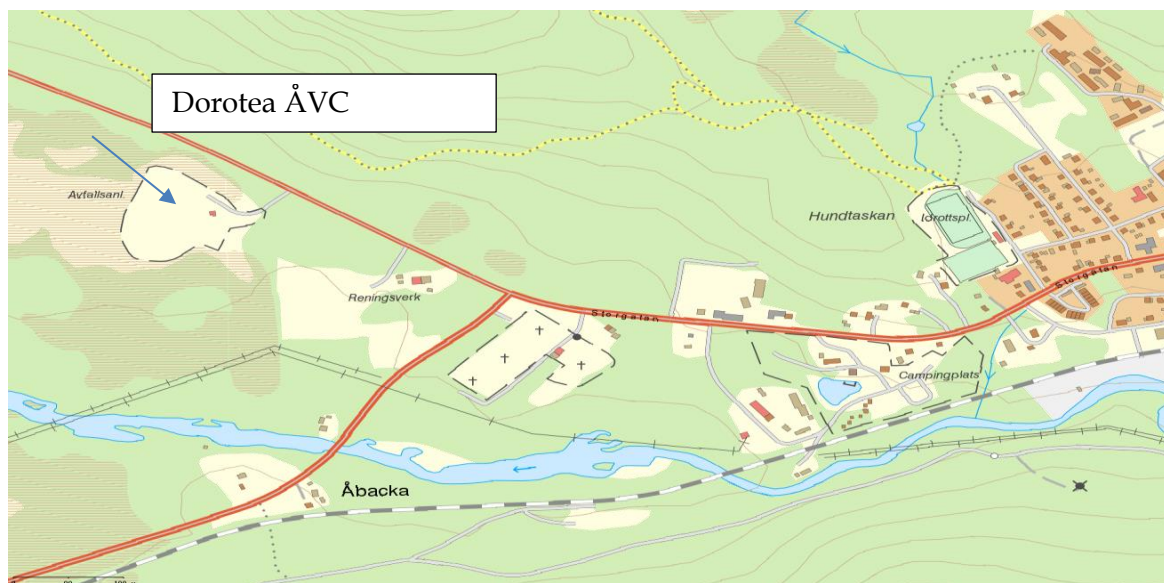 Dorotea ÅVC
Avfallsanl.
Hundtaskan
Idrottspl.
Reningsverk
Storgatan
Storgatan
Campingplats
Åbacka